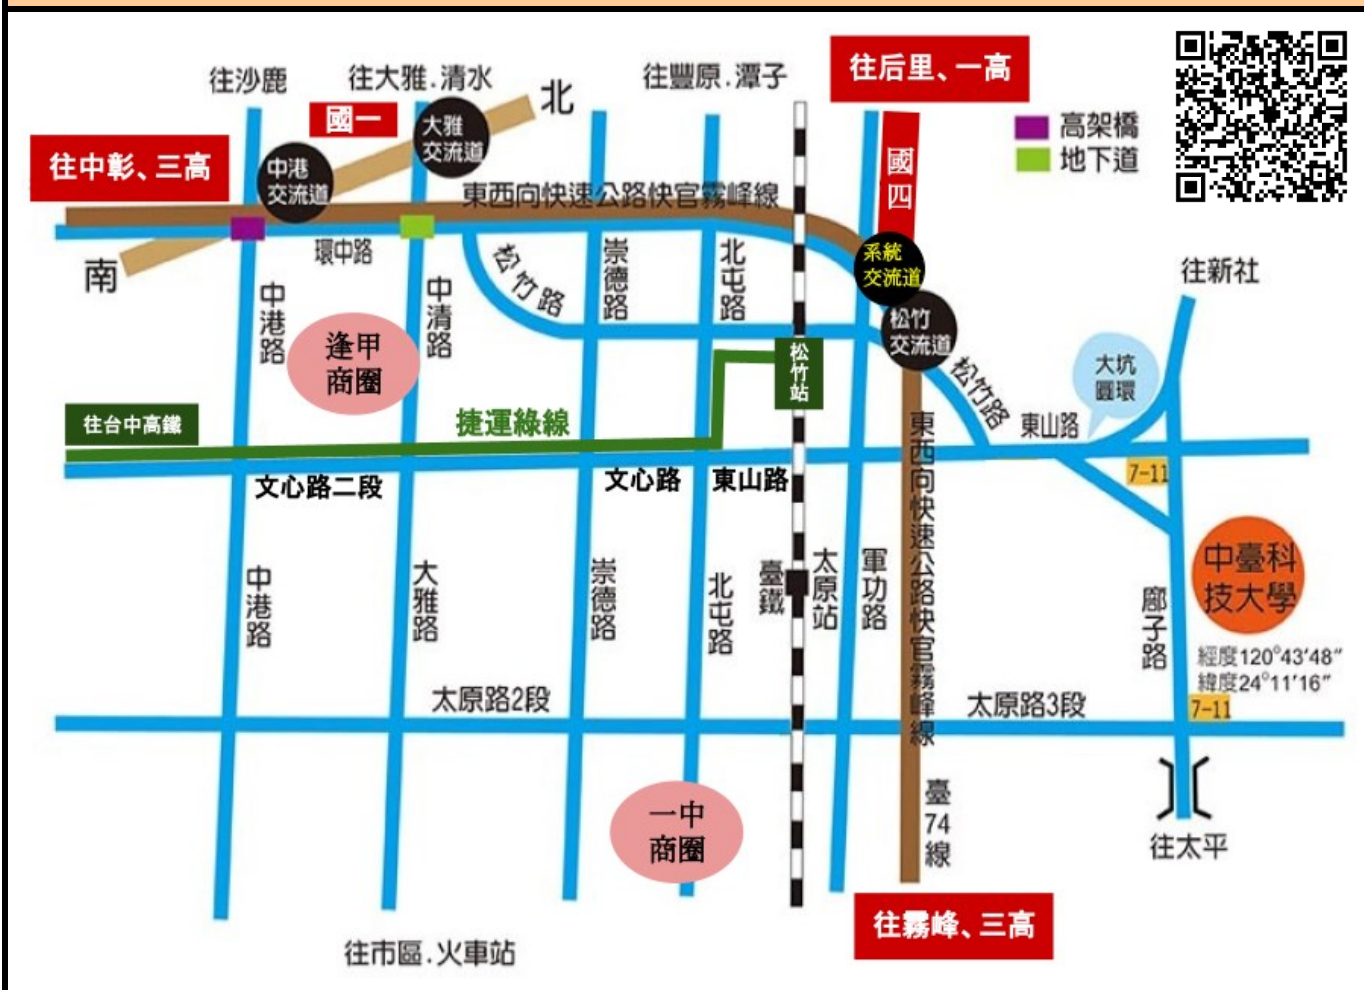 往沙鹿
往大雅.清水
北
往豐原.潭子
往后里、一高
高架橋
地下道
國一
大雅
交流道
往中彰、三高
中港
交流道
國四
東西向快速公路快官霧峰線
南
環中路
松竹路
崇德路
北屯路
系統
交流道
往新社
中港路
中清路
逢甲
商圈
松竹
交流道
松竹站
松竹路
大坑
圓環
往台中高鐵
捷運綠線
東山路
文心路二段
文心路
東山路
7-11
東西向快速公路快官霧峰線
中港路
大雅路
崇德路
北屯路
臺鐵
太原站
軍功路
廍子路
中臺科
技大學
經度120°43'48"
緯度24°11'16"
太原路2段
太原路3段
7-11
一中
商圈
臺74線
往太平
往霧峰、三高
往市區.火車站